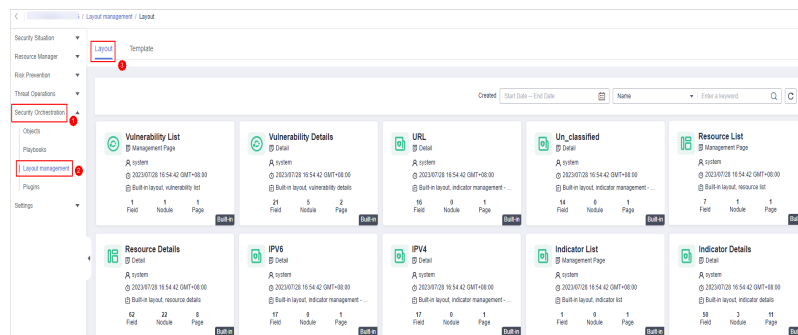 / Layout management / Layout
Security Situation
Resource Manager
Risk Prevention
Threat Operations
Security Orchestration
1
Objects
Playbooks
Layout management
2
Plugins
Settings
Layout
Template
3
Created Start Date – End Date Name Enter a keyword.
Vulnerability List
Management Page
system
2023/07/28 16:54:42 GMT+08:00
Built-in layout, vulnerability list
1 1 1
Field Nodule Page
Built-in
Vulnerability Details
Detail
system
2023/07/28 16:54:42 GMT+08:00
Built-in layout, vulnerability details
21 5 2
Field Nodule Page
Built-in
URL
Detail
system
2023/07/28 16:54:42 GMT+08:00
Built-in layout, indicator management - ...
16 0 1
Field Nodule Page
Built-in
Un_classified
Detail
system
2023/07/28 16:54:42 GMT+08:00
Built-in layout, indicator management - ...
14 0 1
Field Nodule Page
Built-in
Resource List
Management Page
system
2023/07/28 16:54:42 GMT+08:00
Built-in layout, resource list
7 1 1
Field Nodule Page
Resource Details
Detail
system
2023/07/28 16:54:42 GMT+08:00
Built-in layout, resource details
62 22 8
Field Nodule Page
Built-in
IPV6
Detail
system
2023/07/28 16:54:42 GMT+08:00
Built-in layout, indicator management - ...
17 0 1
Field Nodule Page
Built-in
IPV4
Detail
system
2023/07/28 16:54:42 GMT+08:00
Built-in layout, indicator management - ...
17 0 1
Field Nodule Page
Built-in
Indicator List
Management Page
system
2023/07/28 16:54:42 GMT+08:00
Built-in layout, indicator list
1 0 1
Field Nodule Page
Built-in
Indicator Details
Detail
system
2023/07/28 16:54:42 GMT+08:00
Built-in layout, indicator details
50 3 11
Field Nodule Page